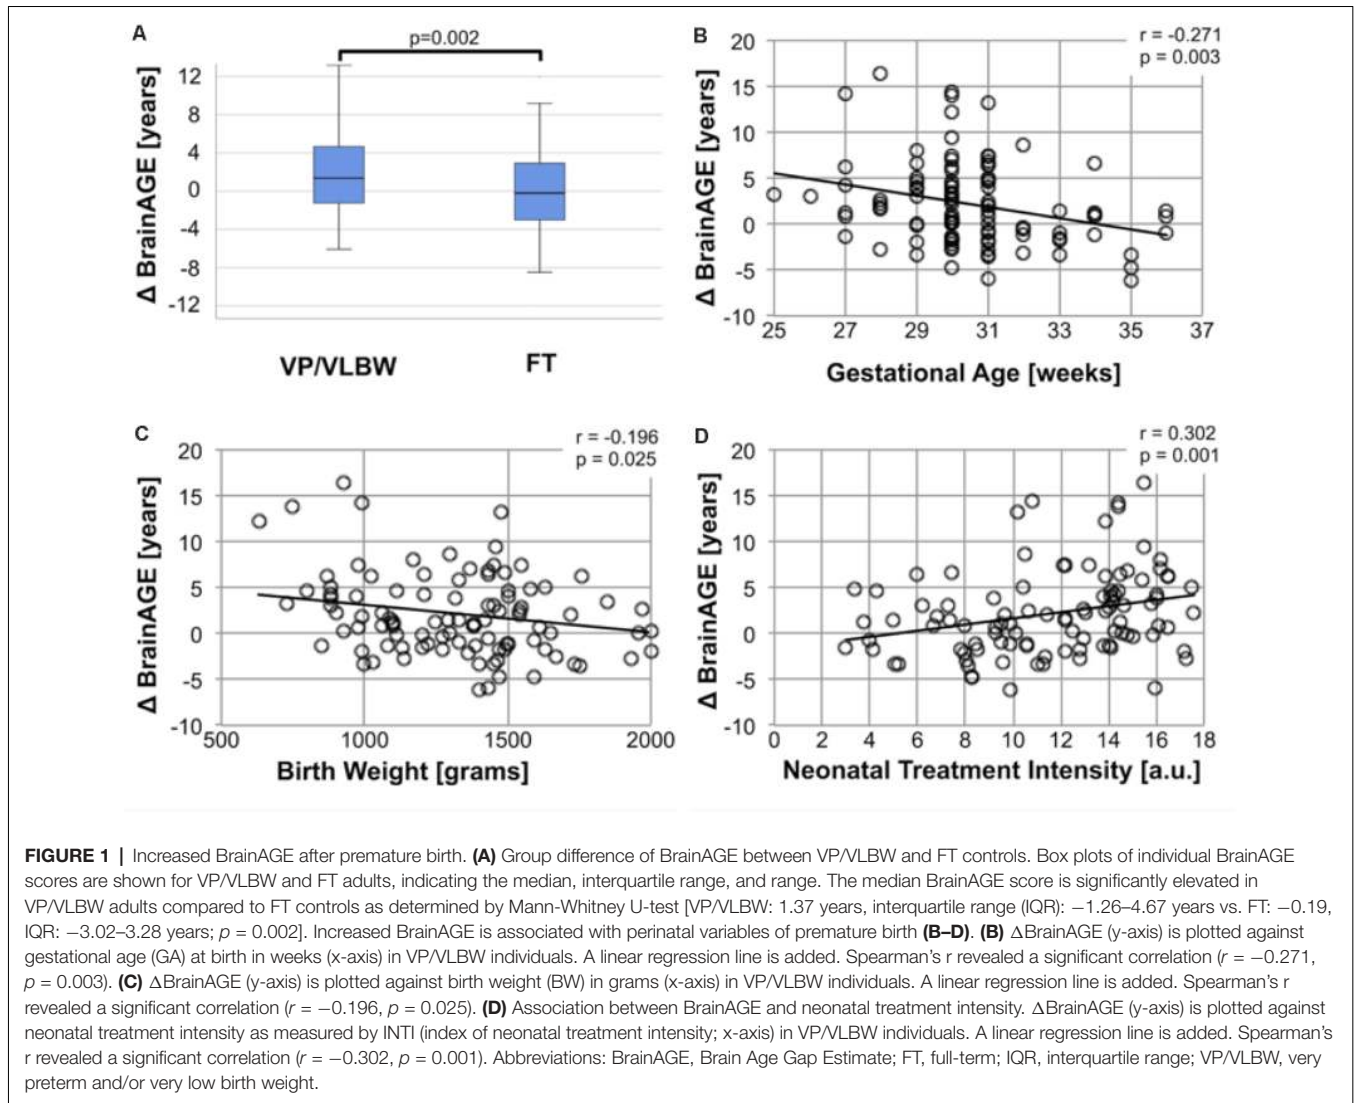 A
p=0.002
Δ BrainAGE [years]
12
8
4
0
-4
-8
-12
VP/VLBW
FT
B
r = -0.271
p = 0.003
Δ BrainAGE [years]
20
15
10
5
0
-5
-10
25
27
29
31
33
35
37
Gestational Age [weeks]
C
r = -0.196
p = 0.025
Δ BrainAGE [years]
20
15
10
5
0
-5
-10
500
1000
1500
2000
Birth Weight [grams]
D
r = 0.302
p = 0.001
Δ BrainAGE [years]
20
15
10
5
0
-5
-10
0
2
4
6
8
10
12
14
16
18
Neonatal Treatment Intensity [a.u.]
FIGURE 1 | Increased BrainAGE after premature birth. (A) Group difference of BrainAGE between VP/VLBW and FT controls. Box plots of individual BrainAGE
scores are shown for VP/VLBW and FT adults, indicating the median, interquartile range, and range. The median BrainAGE score is significantly elevated in
VP/VLBW adults compared to FT controls as determined by Mann-Whitney U-test [VP/VLBW: 1.37 years, interquartile range (IQR): −1.26–4.67 years vs. FT: −0.19,
IQR: −3.02–3.28 years; p = 0.002]. Increased BrainAGE is associated with perinatal variables of premature birth (B–D). (B) ΔBrainAGE (y-axis) is plotted against
gestational age (GA) at birth in weeks (x-axis) in VP/VLBW individuals. A linear regression line is added. Spearman's r revealed a significant correlation (r = −0.271,
p = 0.003). (C) ΔBrainAGE (y-axis) is plotted against birth weight (BW) in grams (x-axis) in VP/VLBW individuals. A linear regression line is added. Spearman's r
revealed a significant correlation (r = −0.196, p = 0.025). (D) Association between BrainAGE and neonatal treatment intensity. ΔBrainAGE (y-axis) is plotted against
neonatal treatment intensity as measured by INTI (index of neonatal treatment intensity; x-axis) in VP/VLBW individuals. A linear regression line is added. Spearman's
r revealed a significant correlation (r = −0.302, p = 0.001). Abbreviations: BrainAGE, Brain Age Gap Estimate; FT, full-term; IQR, interquartile range; VP/VLBW, very
preterm and/or very low birth weight.